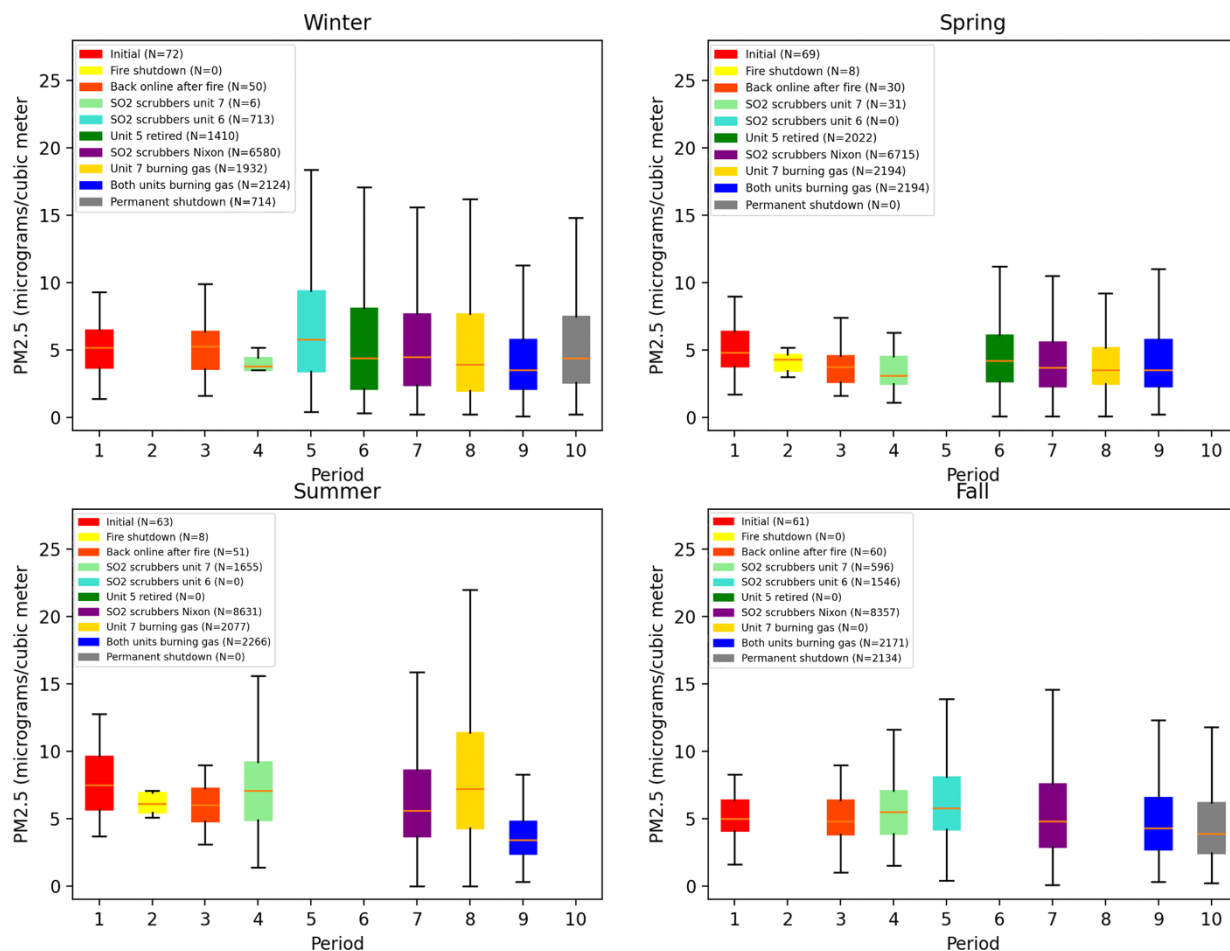 Winter
PM2.5 (micrograms/cubic meter
25
20
15
10
5
0
Initial (N=72)
Fire shutdown (N=0)
Back online after fire (N=50)
SO2 scrubbers unit 7 (N=6)
SO2 scrubbers unit 6 (N=713)
Unit 5 retired (N=1410)
SO2 scrubbers Nixon (N=6580)
Unit 7 burning gas (N=1932)
Both units burning gas (N=2124)
Permanent shutdown (N=714)
1 2 3 4 5 6 7 8 9 10
Period
Spring
PM2.5 (micrograms/cubic meter
25
20
15
10
5
0
Initial (N=69)
Fire shutdown (N=8)
Back online after fire (N=30)
SO2 scrubbers unit 7 (N=31)
SO2 scrubbers unit 6 (N=0)
Unit 5 retired (N=2022)
SO2 scrubbers Nixon (N=6715)
Unit 7 burning gas (N=2194)
Both units burning gas (N=2194)
Permanent shutdown (N=0)
1 2 3 4 5 6 7 8 9 10
Period
Summer
PM2.5 (micrograms/cubic meter
25
20
15
10
5
0
Initial (N=63)
Fire shutdown (N=8)
Back online after fire (N=51)
SO2 scrubbers unit 7 (N=1655)
SO2 scrubbers unit 6 (N=0)
Unit 5 retired (N=0)
SO2 scrubbers Nixon (N=8631)
Unit 7 burning gas (N=2077)
Both units burning gas (N=2266)
Permanent shutdown (N=0)
1 2 3 4 5 6 7 8 9 10
Period
Fall
PM2.5 (micrograms/cubic meter
25
20
15
10
5
0
Initial (N=61)
Fire shutdown (N=0)
Back online after fire (N=60)
SO2 scrubbers unit 7 (N=596)
SO2 scrubbers unit 6 (N=1546)
Unit 5 retired (N=0)
SO2 scrubbers Nixon (N=8357)
Unit 7 burning gas (N=0)
Both units burning gas (N=2171)
Permanent shutdown (N=2134)
1 2 3 4 5 6 7 8 9 10
Period